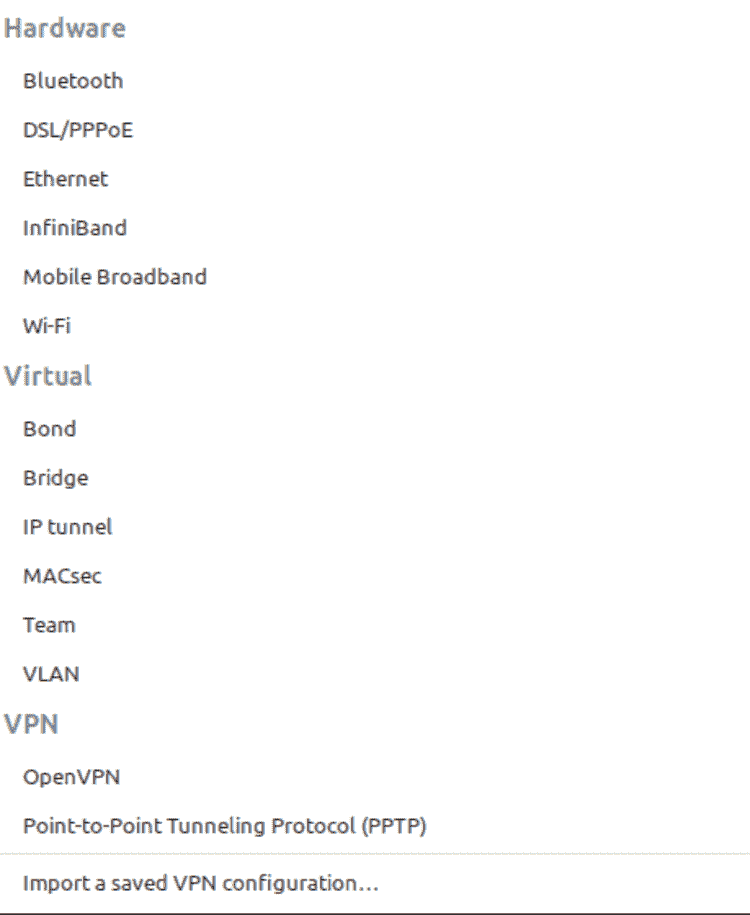 Hardware
Bluetooth
DSL/PPPoE
Ethernet
InfiniBand
Mobile Broadband
Wi-Fi
Virtual
Bond
Bridge
IP tunnel
MACsec
Team
VLAN
VPN
OpenVPN
Point-to-Point Tunneling Protocol (PPTP)
Import a saved VPN configuration...